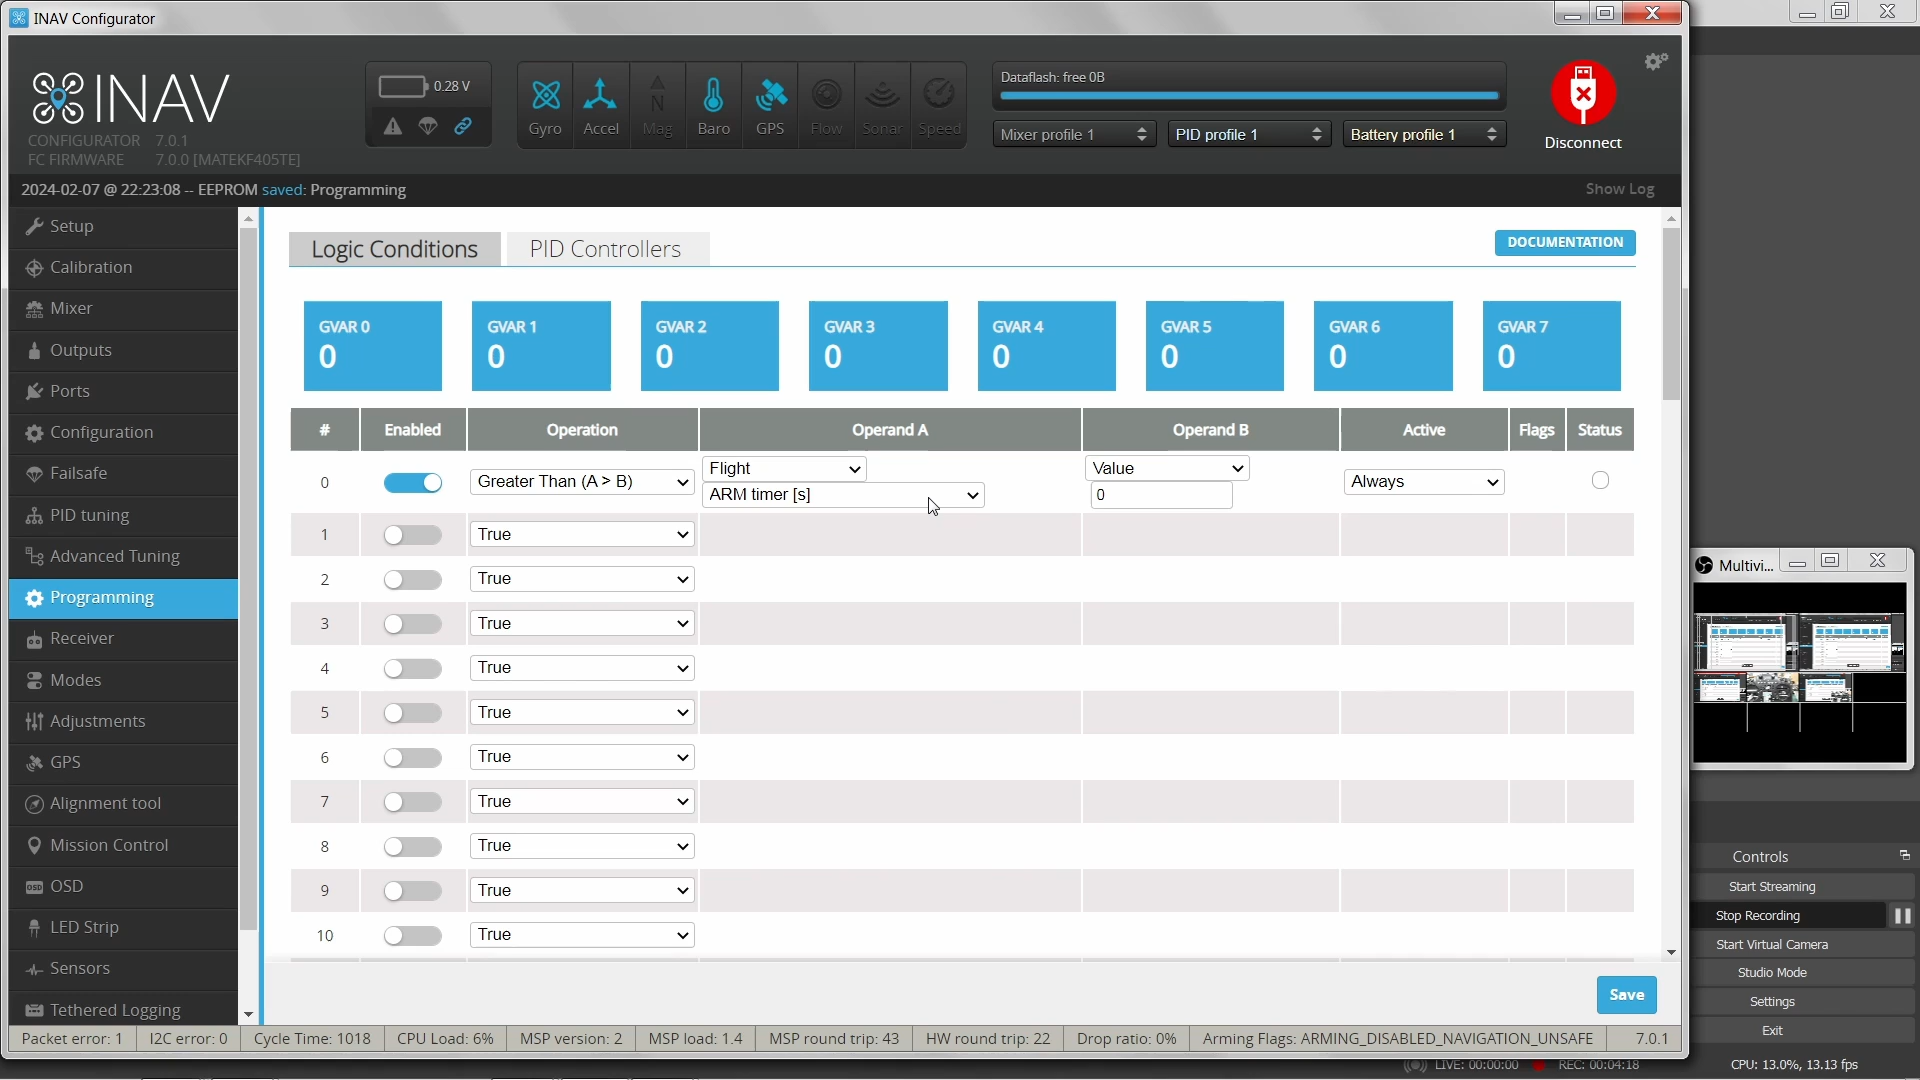 INAV Configurator
INAV
CONFIGURATOR 7.0.1
FC FIRMWARE 7.0.0 [MATEKF405TE]
0.28 V
Gyro
Accel
Mag
Baro
GPS
Flow
Sonar
Speed
Dataflash: free 0B
Mixer profile 1
PID profile 1
Battery profile 1
Disconnect
2024-02-07 @ 22:23:08 -- EEPROM saved: Programming
Show Log
Setup
Calibration
Mixer
Outputs
Ports
Configuration
Failsafe
PID tuning
Advanced Tuning
Programming
Receiver
Modes
Adjustments
GPS
Alignment tool
Mission Control
OSD
LED Strip
Sensors
Tethered Logging
Logic Conditions
PID Controllers
DOCUMENTATION
GVAR 0
0
GVAR 1
0
GVAR 2
0
GVAR 3
0
GVAR 4
0
GVAR 5
0
GVAR 6
0
GVAR 7
0
# Enabled Operation Operand A Operand B Active Flags Status
0 Greater Than (A > B) Flight Value Always
ARM timer [s] 0
1 True
2 True
3 True
4 True
5 True
6 True
7 True
8 True
9 True
10 True
Save
Packet error: 1 I2C error: 0 Cycle Time: 1018 CPU Load: 6% MSP version: 2 MSP load: 1.4 MSP round trip: 43 HW round trip: 22 Drop ratio: 0% Arming Flags: ARMING_DISABLED_NAVIGATION_UNSAFE 7.0.1
Multivi...
Controls
Start Streaming
Stop Recording
Start Virtual Camera
Studio Mode
Settings
Exit
LIVE: 00:00:00 REC: 00:04:18 CPU: 13.0%, 13.13 fps